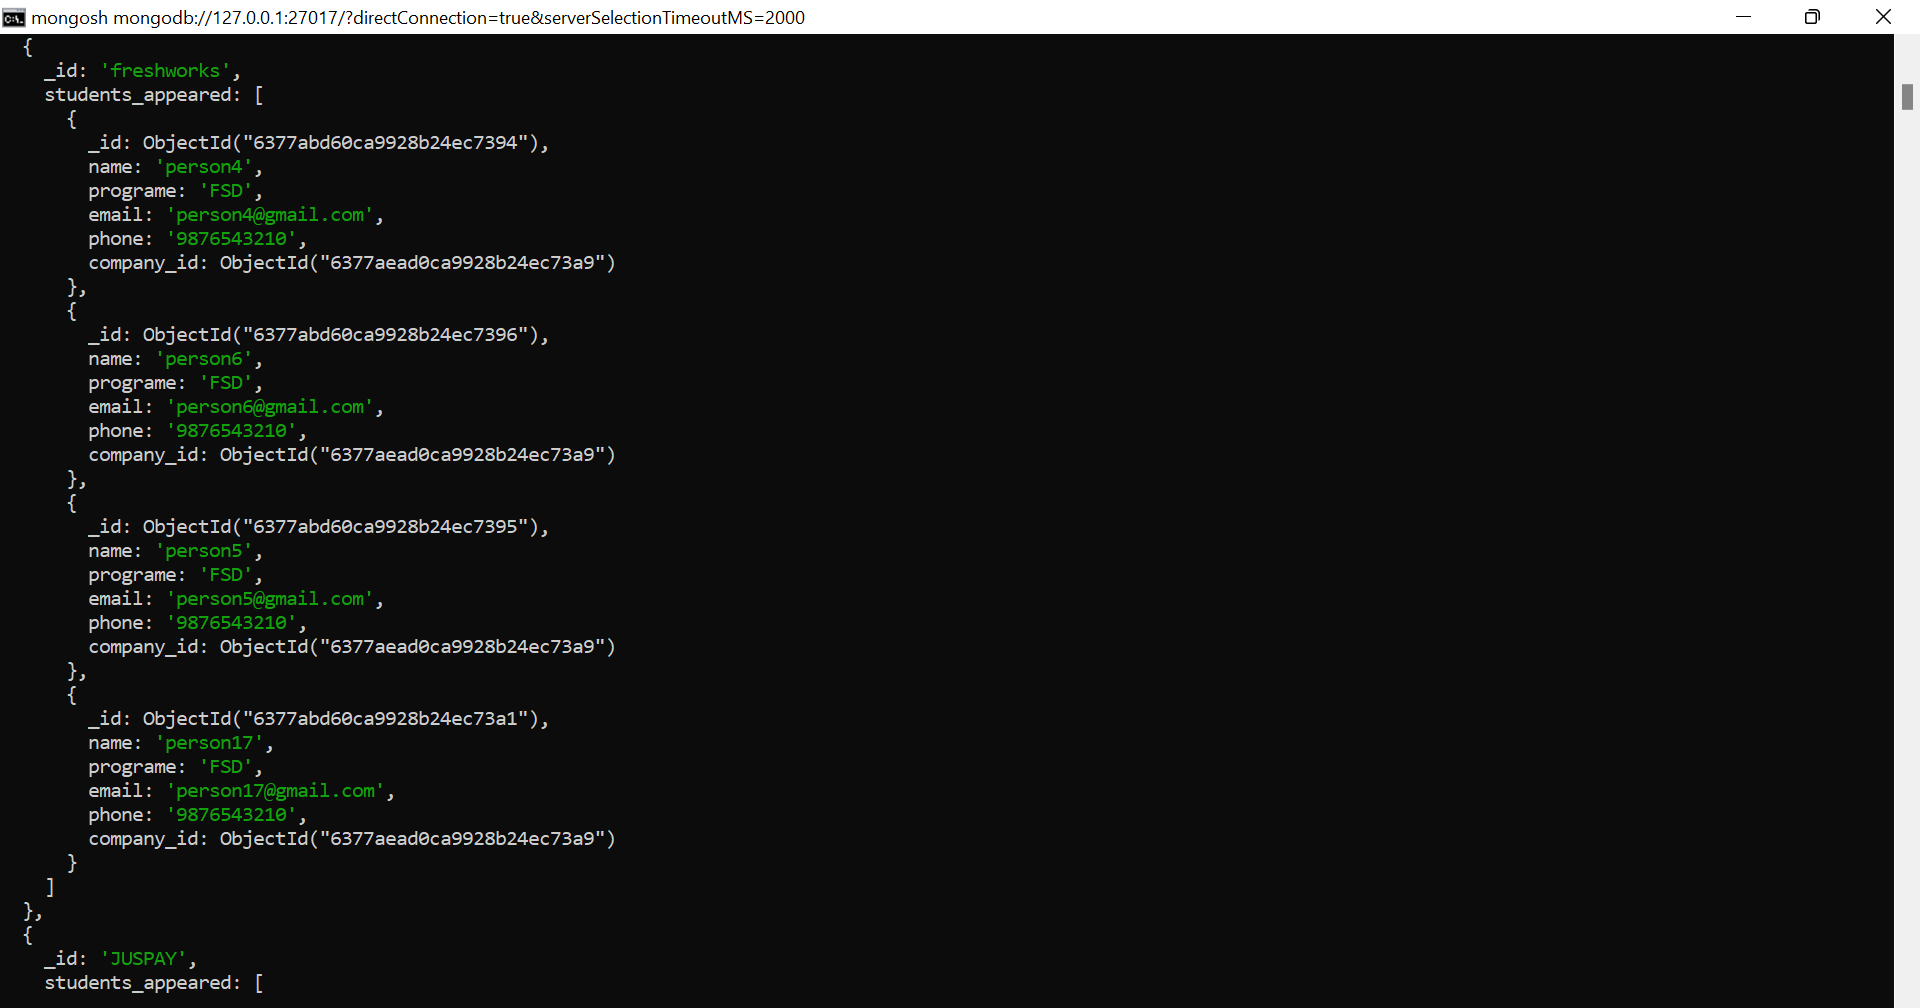 mongosh mongodb://127.0.0.1:27017/?directConnection=true&serverSelectionTimeoutMS=2000
{
_id: 'freshworks',
students_appeared: [
{
_id: ObjectId("6377abd60ca9928b24ec7394"),
name: 'person4',
programe: 'FSD',
email: 'person4@gmail.com',
phone: '9876543210',
company_id: ObjectId("6377aead0ca9928b24ec73a9")
},
{
_id: ObjectId("6377abd60ca9928b24ec7396"),
name: 'person6',
programe: 'FSD',
email: 'person6@gmail.com',
phone: '9876543210',
company_id: ObjectId("6377aead0ca9928b24ec73a9")
},
{
_id: ObjectId("6377abd60ca9928b24ec7395"),
name: 'person5',
programe: 'FSD',
email: 'person5@gmail.com',
phone: '9876543210',
company_id: ObjectId("6377aead0ca9928b24ec73a9")
},
{
_id: ObjectId("6377abd60ca9928b24ec73a1"),
name: 'person17',
programe: 'FSD',
email: 'person17@gmail.com',
phone: '9876543210',
company_id: ObjectId("6377aead0ca9928b24ec73a9")
}
]
},
{
_id: 'JUSPAY',
students_appeared: [